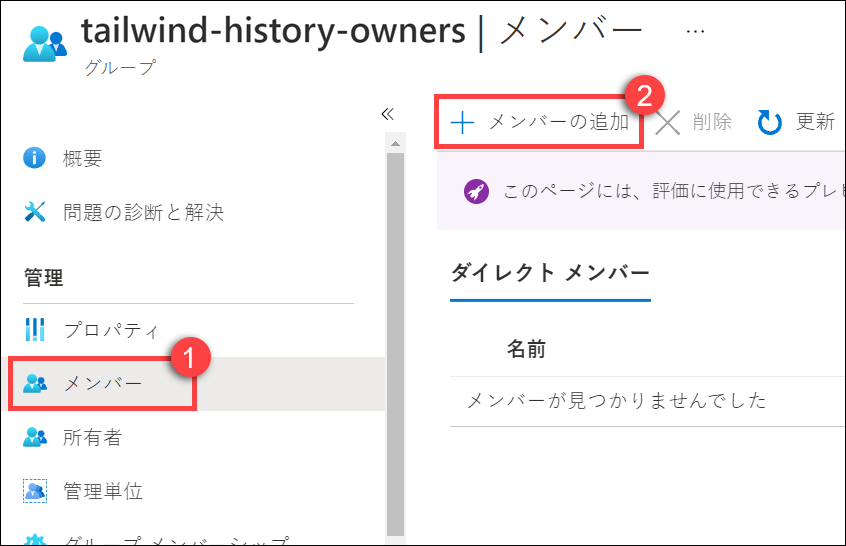 tailwind-history-owners | メンバー ...
グループ
«
概要
問題の診断と解決
管理
プロパティ
1
メンバー
所有者
管理単位
グループ メンバーシップ
2
メンバーの追加
削除
更新
このページには、評価に使用できるプレビ
ダイレクト メンバー
名前
メンバーが見つかりませんでした